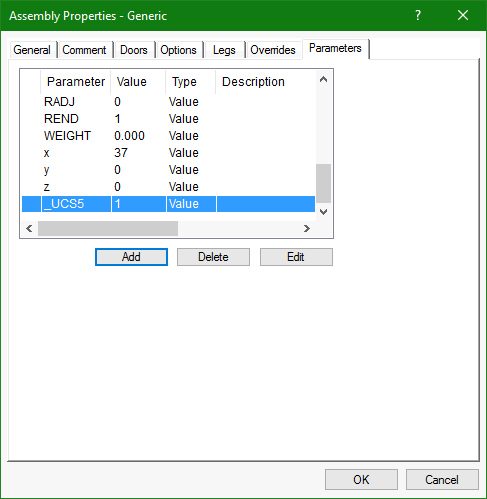 Assembly Properties - Generic
General Comment Doors Options Legs Overrides Parameters
Parameter Value Type Description
RADJ 0 Value
REND 1 Value
WEIGHT 0.000 Value
x 37 Value
y 0 Value
z 0 Value
_UCS5 1 Value
Add Delete Edit
OK Cancel